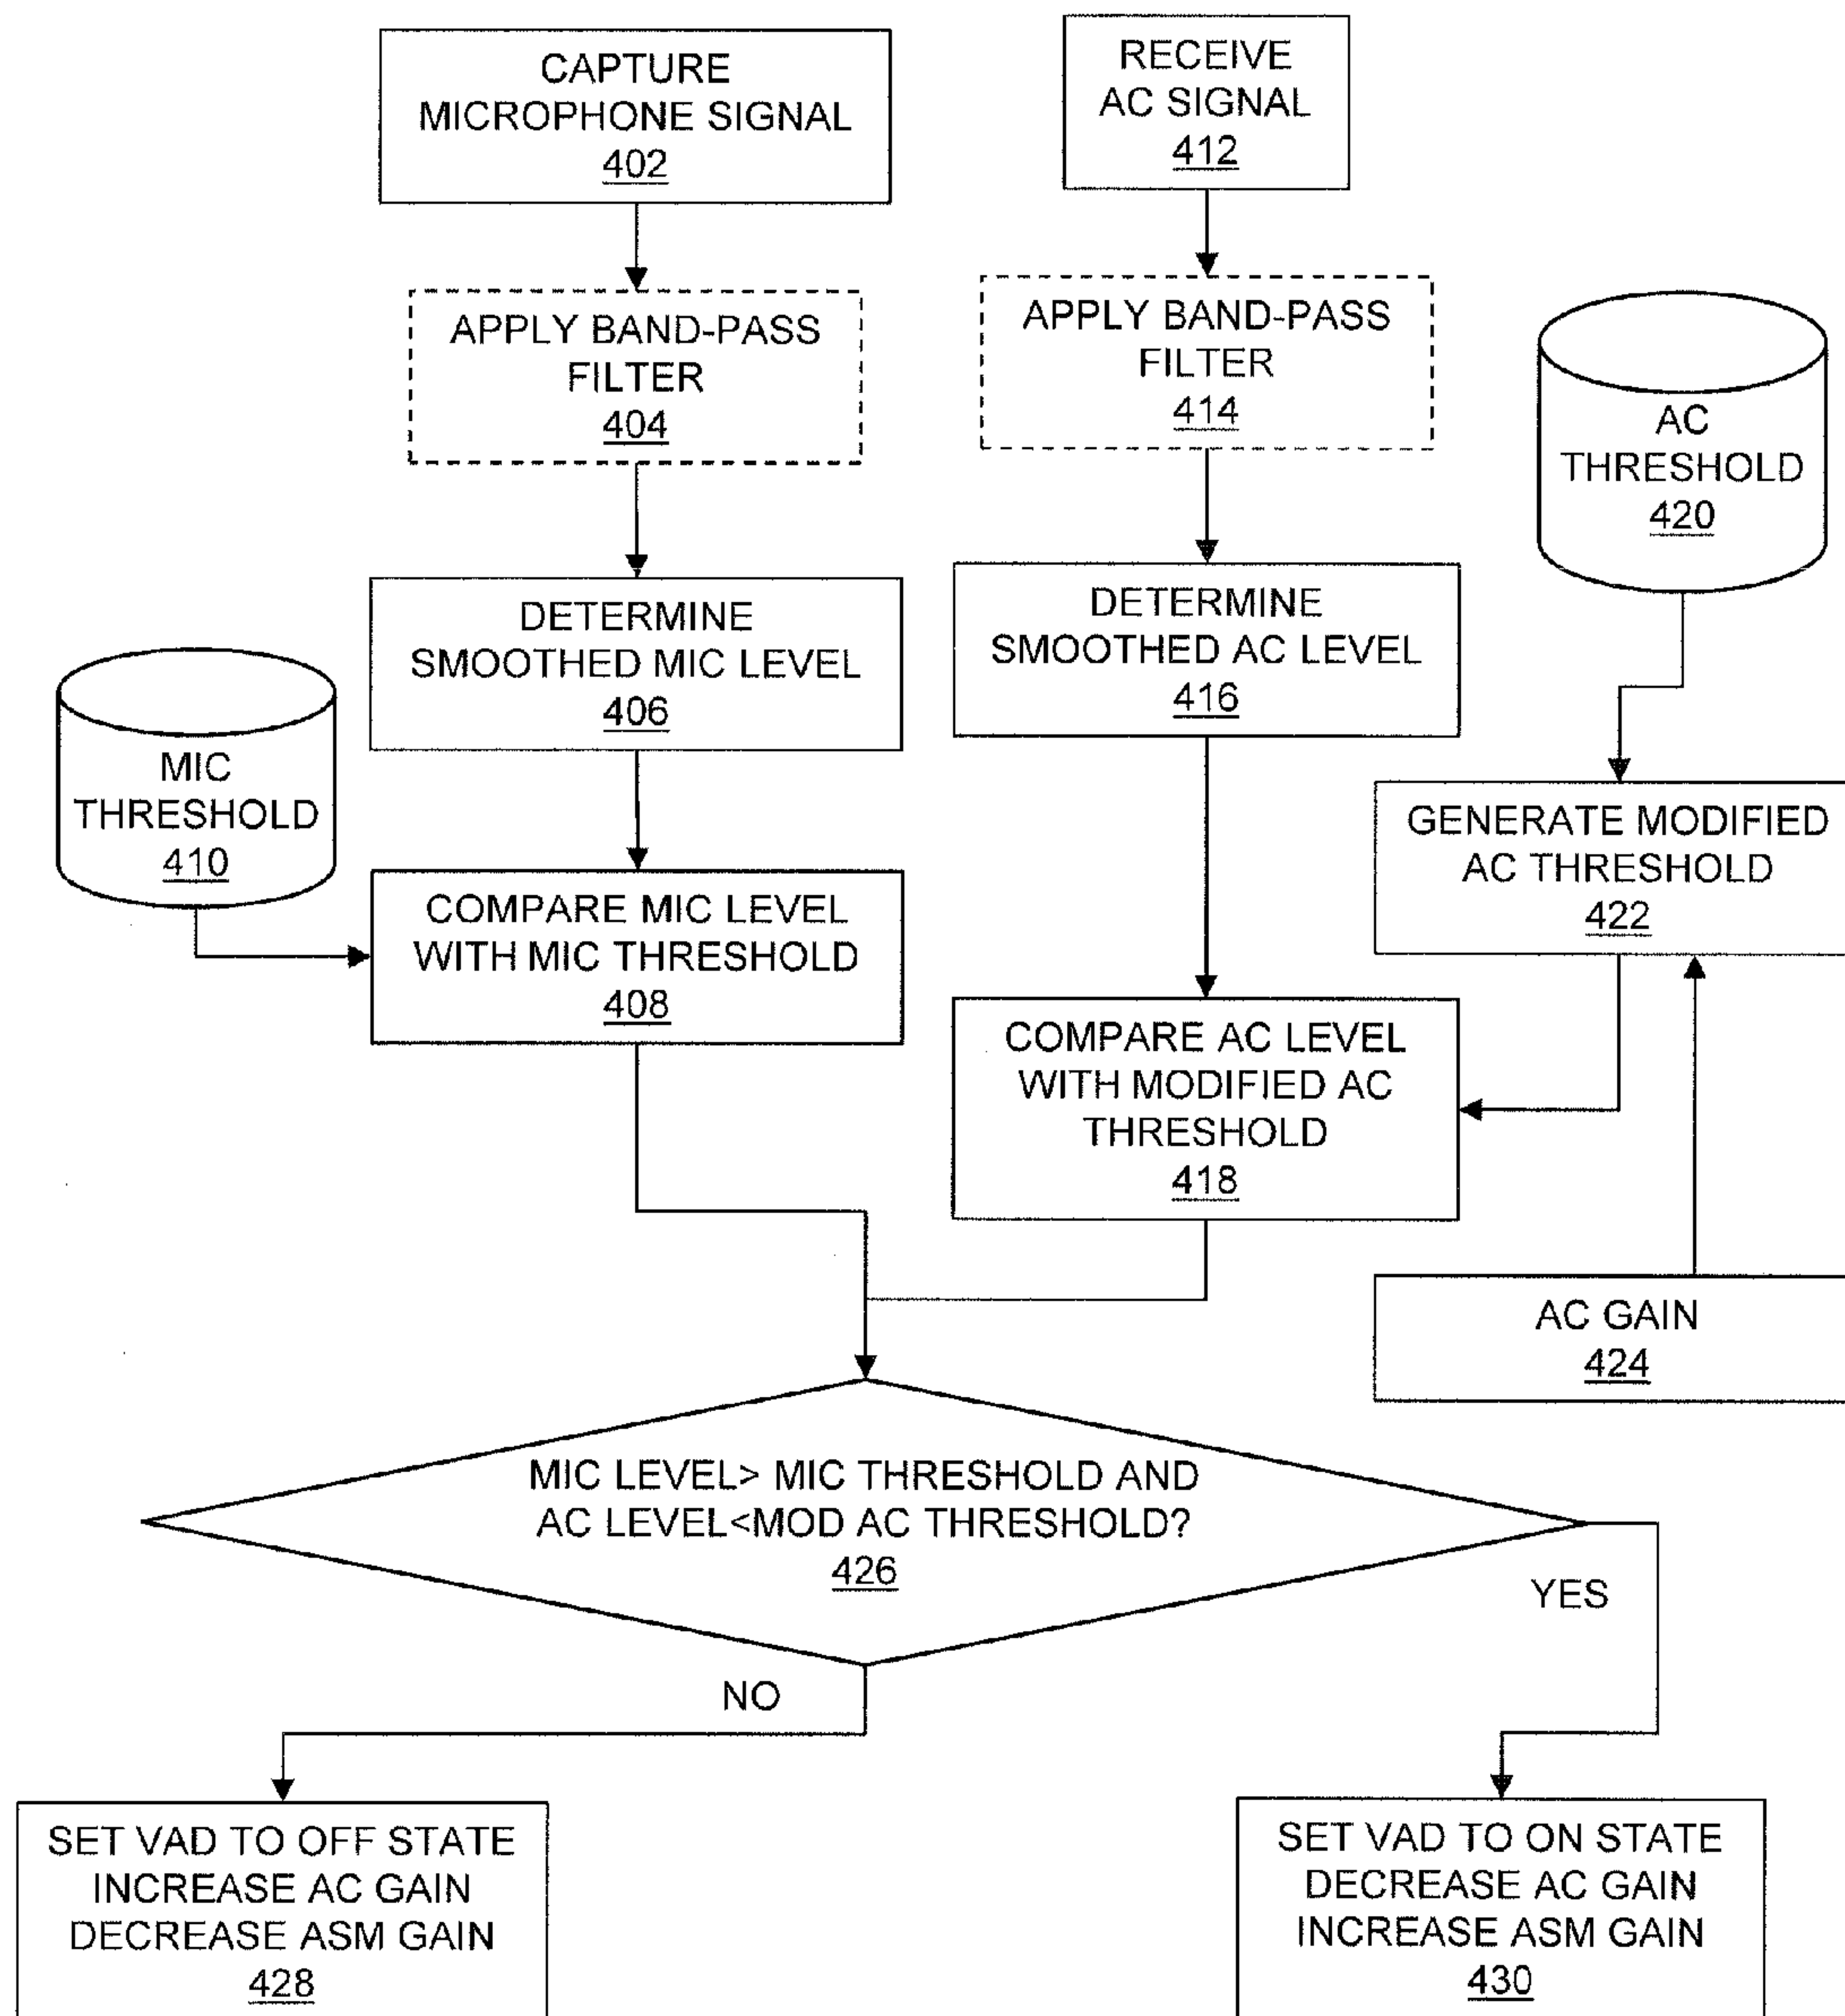 CAPTURE
MICROPHONE SIGNAL
402
RECEIVE
AC SIGNAL
412
APPLY BAND-PASS
FILTER
404
APPLY BAND-PASS
FILTER
414
AC
THRESHOLD
420
DETERMINE
SMOOTHED MIC LEVEL
406
DETERMINE
SMOOTHED AC LEVEL
416
MIC
THRESHOLD
410
GENERATE MODIFIED
AC THRESHOLD
422
COMPARE MIC LEVEL
WITH MIC THRESHOLD
408
COMPARE AC LEVEL
WITH MODIFIED AC
THRESHOLD
418
AC GAIN
424
MIC LEVEL> MIC THRESHOLD AND
AC LEVEL<MOD AC THRESHOLD?
426
YES
NO
SET VAD TO OFF STATE
INCREASE AC GAIN
DECREASE ASM GAIN
428
SET VAD TO ON STATE
DECREASE AC GAIN
INCREASE ASM GAIN
430